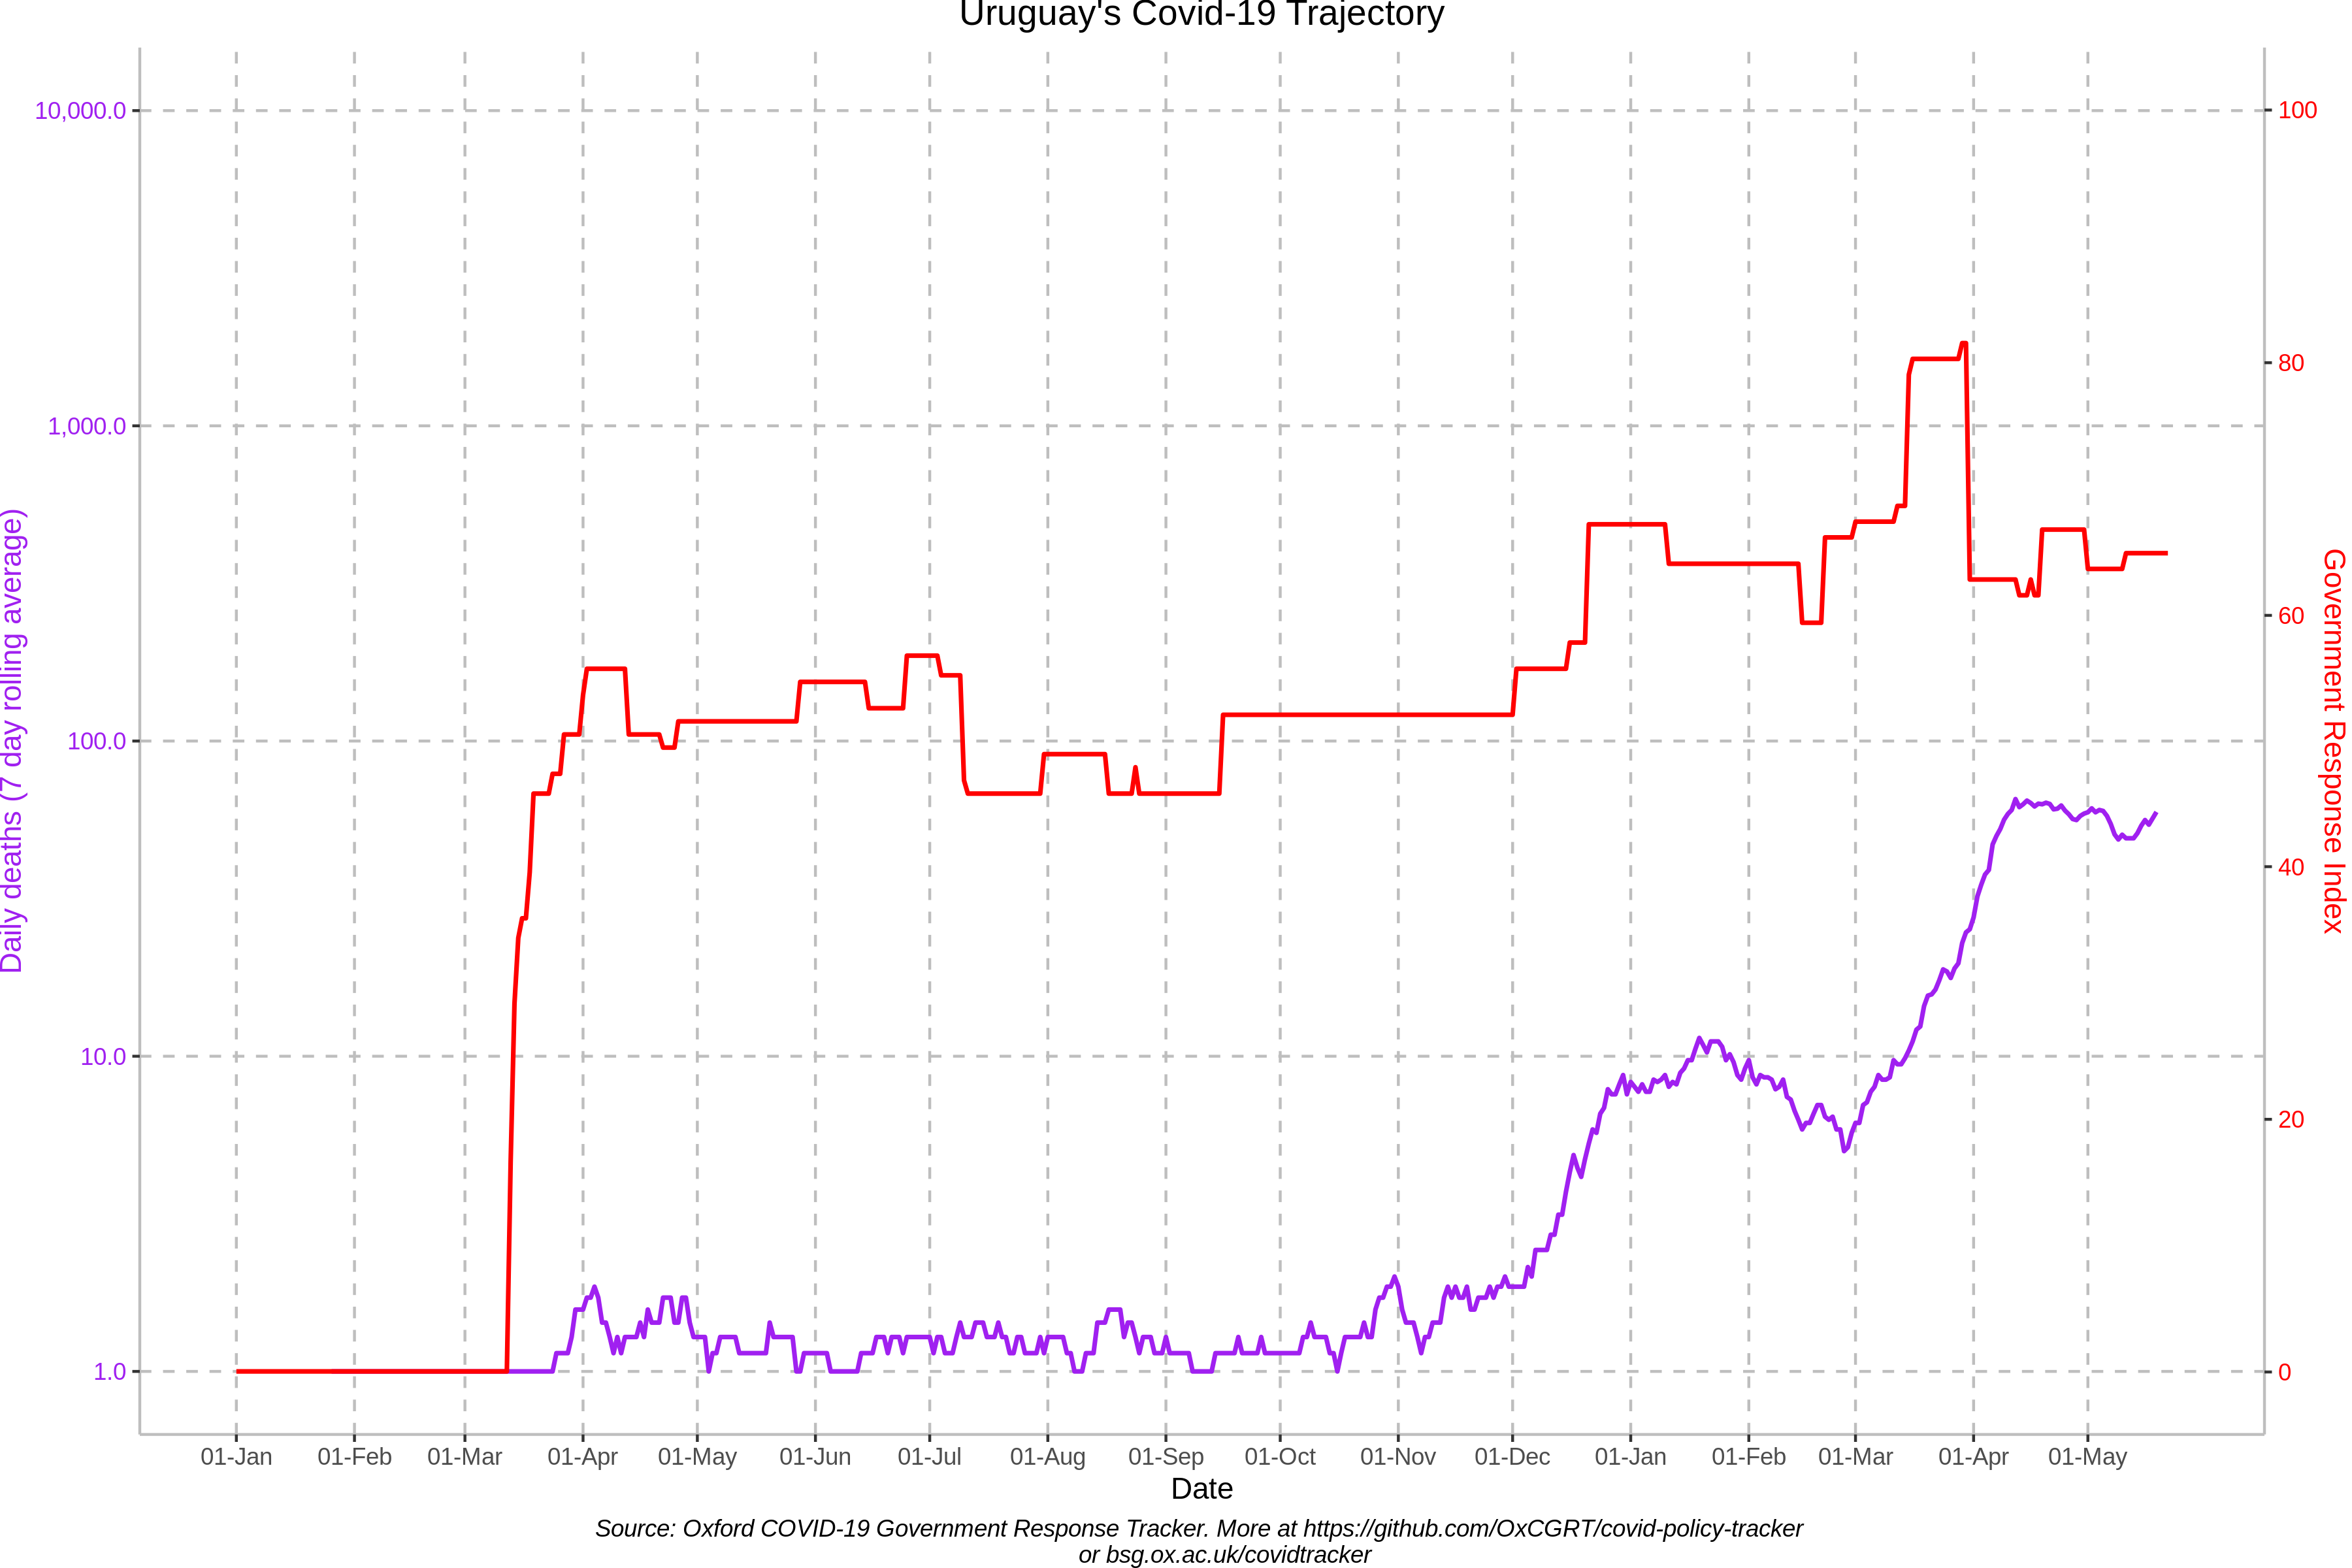 Uruguay's Covid-19 Trajectory
10,000.0
1,000.0
100.0
10.0
1.0
Daily deaths (7 day rolling average)
100
80
60
40
20
0
Government Response Index
01-Jan 01-Feb 01-Mar 01-Apr 01-May 01-Jun 01-Jul 01-Aug 01-Sep 01-Oct 01-Nov 01-Dec 01-Jan 01-Feb 01-Mar 01-Apr 01-May
Date
Source: Oxford COVID-19 Government Response Tracker. More at https://github.com/OxCGRT/covid-policy-tracker
or bsg.ox.ac.uk/covidtracker